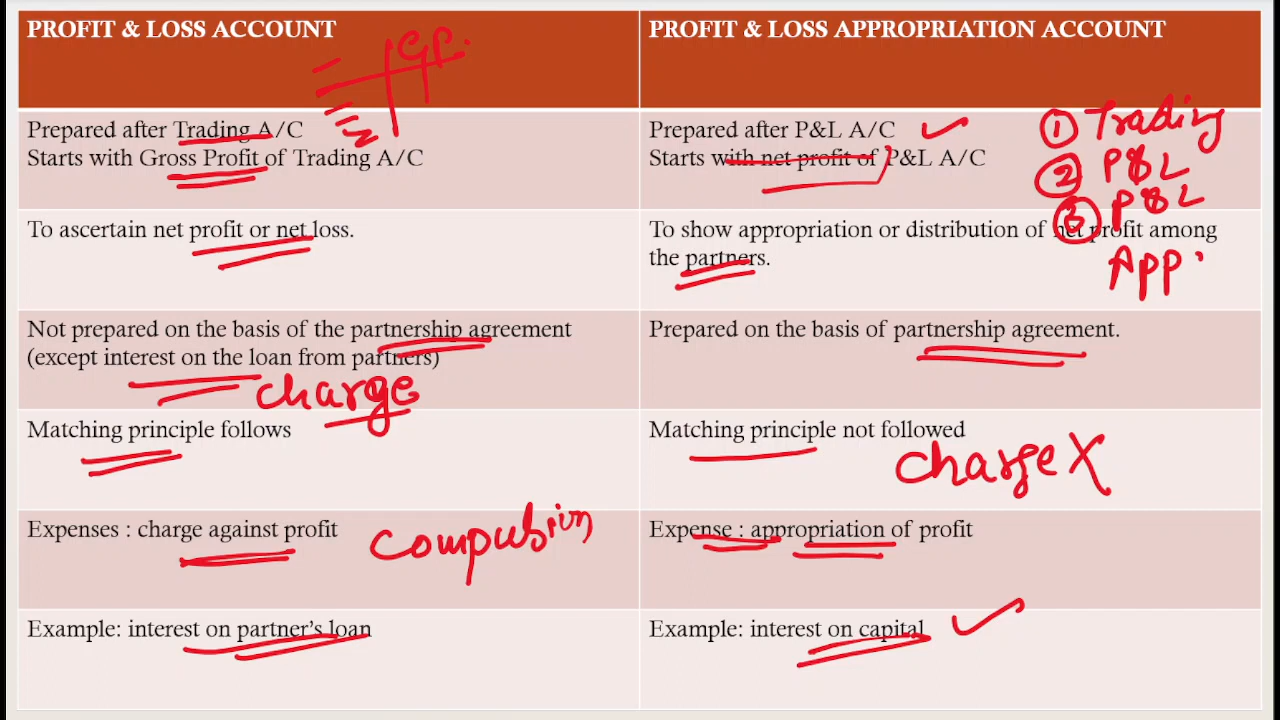 PROFIT & LOSS ACCOUNT
PROFIT & LOSS APPROPRIATION ACCOUNT
GP.
Prepared after Trading A/C
Starts with Gross Profit of Trading A/C
Prepared after P&L A/C
Starts with net profit of P&L A/C
① Trading
② P&L
③ P&L
App.
To ascertain net profit or net loss.
To show appropriation or distribution of net profit among
the partners.
Not prepared on the basis of the partnership agreement
(except interest on the loan from partners)
charge
Prepared on the basis of partnership agreement.
Matching principle follows
Matching principle not followed
charge X
Expenses : charge against profit
compulsion
Expense : appropriation of profit
Example: interest on partner’s loan
Example: interest on capital